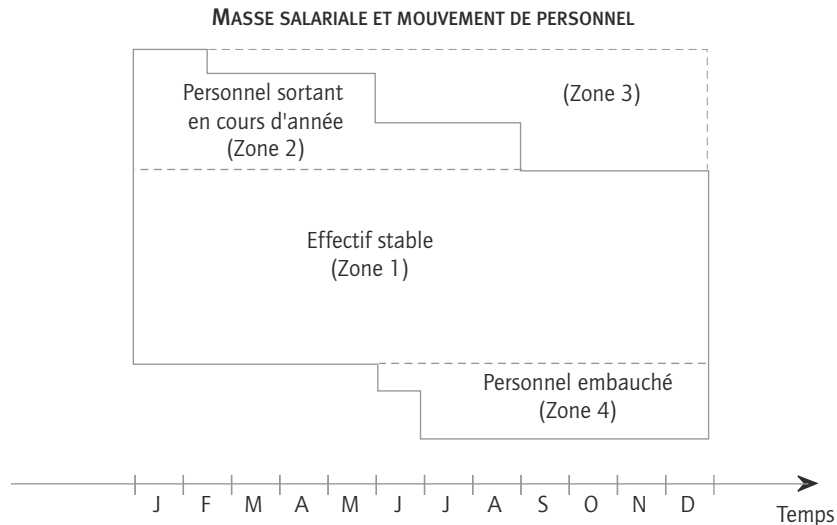 MASSE SALARIALE ET MOUVEMENT DE PERSONNEL
Personnel sortant
en cours d'année
(Zone 2)
(Zone 3)
Effectif stable
(Zone 1)
Personnel embauché
(Zone 4)
J F M A M J J A S O N D
Temps